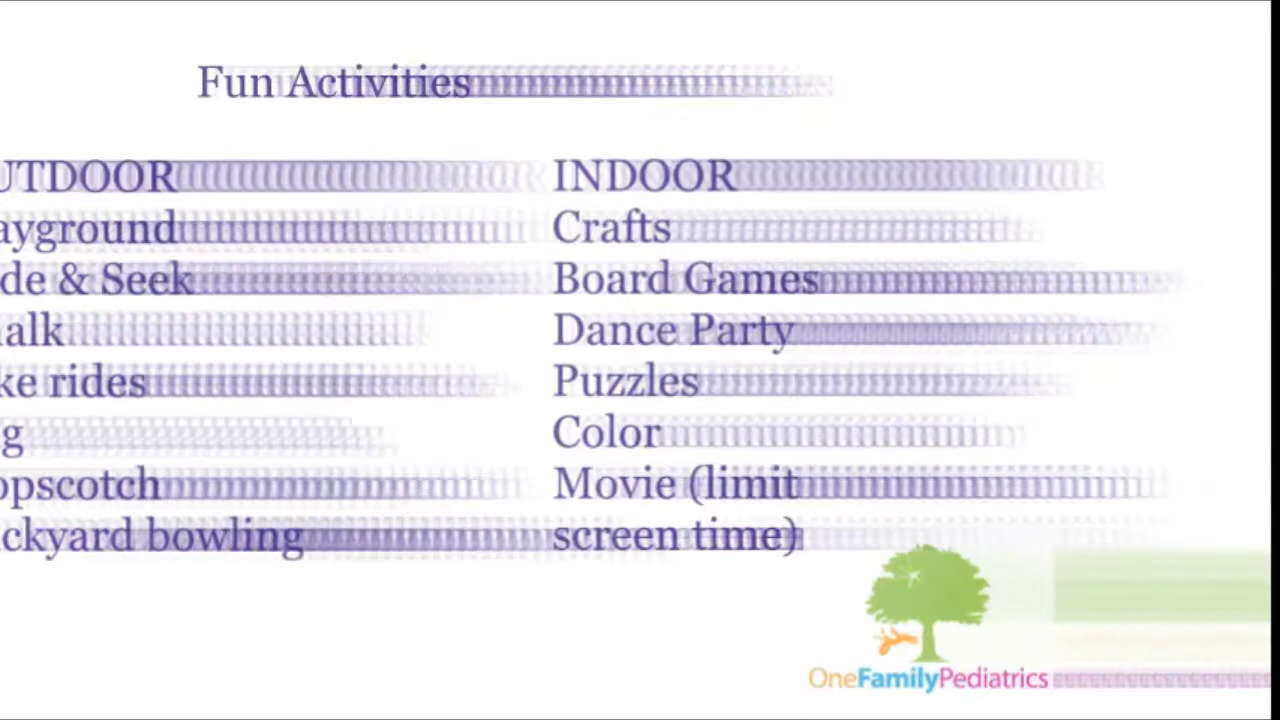 Fun Activities
UTDOOR
ayground
de & Seek
alk
ke rides
g
opscotch
ckyard bowling
INDOOR
Crafts
Board Games
Dance Party
Puzzles
Color
Movie (limit
screen time)
OneFamilyPediatrics